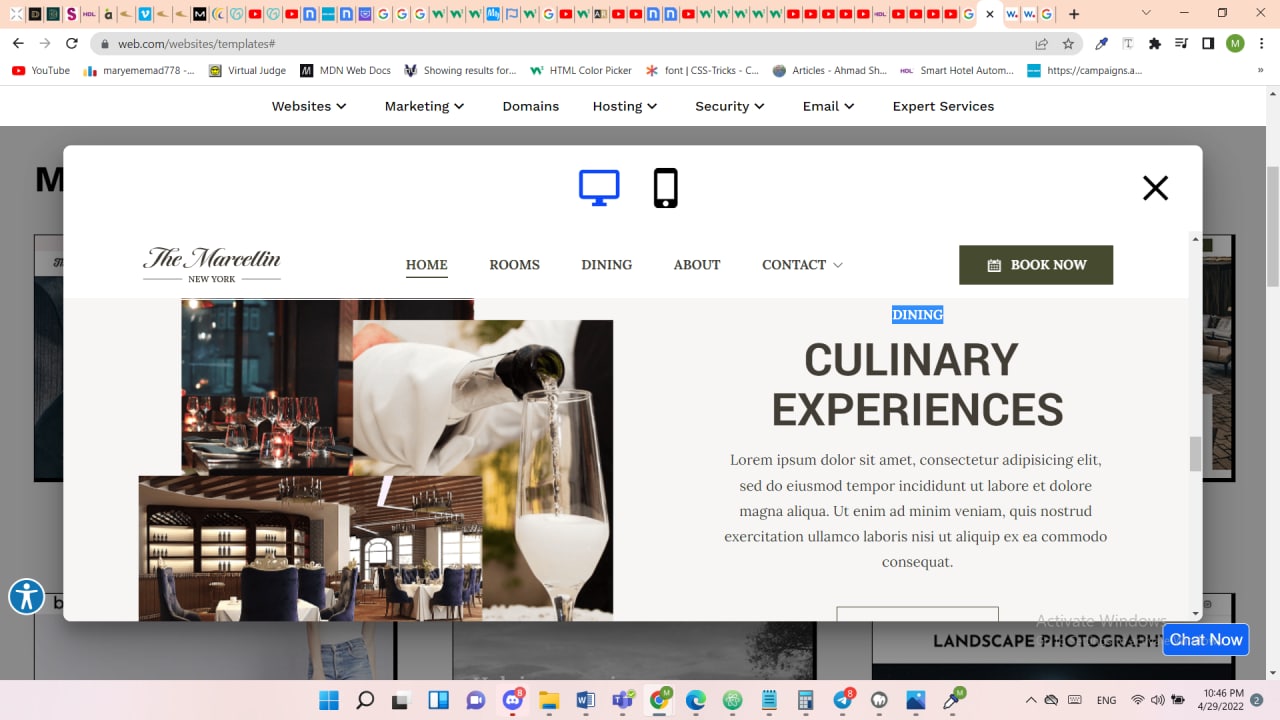 web.com/websites/templates#
M
YouTube
maryememad778 -...
Virtual Judge
MDN Web Docs
Showing results for...
HTML Color Picker
font | CSS-Tricks - C...
Articles - Ahmad Sh...
HDL
Smart Hotel Autom...
https://campaigns.a...
»
Websites
Marketing
Domains
Hosting
Security
Email
Expert Services
M
The Marcellin
NEW YORK
HOME
ROOMS
DINING
ABOUT
CONTACT
BOOK NOW
DINING
CULINARY
EXPERIENCES
Lorem ipsum dolor sit amet, consectetur adipisicing elit,
sed do eiusmod tempor incididunt ut labore et dolore
magna aliqua. Ut enim ad minim veniam, quis nostrud
exercitation ullamco laboris nisi ut aliquip ex ea commodo
consequat.
Activate Windows
LANDSCAPE PHOTOGRAPHY
Chat Now
8
M
8
M
ENG
10:46 PM
4/29/2022
2